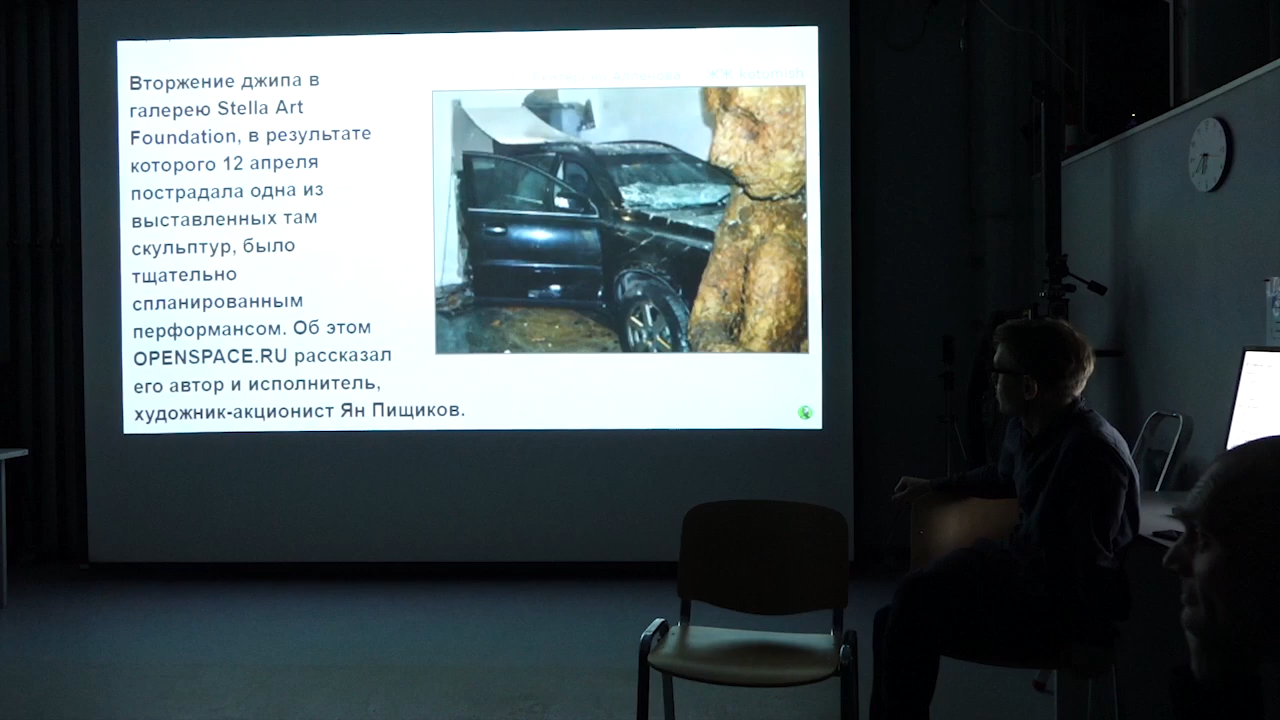 Вторжение джипа в
галерею Stella Art
Foundation, в результате
которого 12 апреля
пострадала одна из
выставленных там
скульптур, было
тщательно
спланированным
перформансом. Об этом
OPENSPACE.RU рассказал
его автор и исполнитель,
художник-акционист Ян Пищиков.